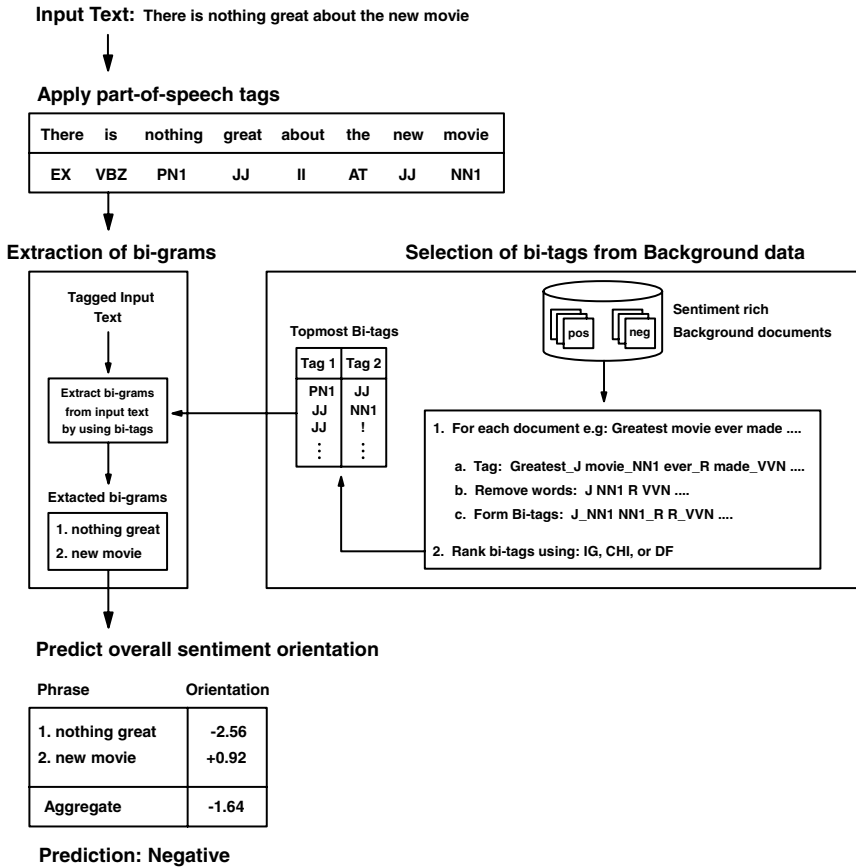 Input Text: There is nothing great about the new movie
Apply part-of-speech tags
There is nothing great about the new movie
EX VBZ PN1 JJ II AT JJ NN1
Extraction of bi-grams
Tagged Input
Text
Extract bi-grams
from input text
by using bi-tags
Extacted bi-grams
1. nothing great
2. new movie
Selection of bi-tags from Background data
pos
neg
Sentiment rich
Background documents
Topmost Bi-tags
Tag 1 Tag 2
PN1 JJ
JJ NN1
JJ !
⋮ ⋮
1. For each document e.g: Greatest movie ever made ....
a. Tag: Greatest_J movie_NN1 ever_R made_VVN ....
b. Remove words: J NN1 R VVN ....
c. Form Bi-tags: J_NN1 NN1_R R_VVN ....
2. Rank bi-tags using: IG, CHI, or DF
Predict overall sentiment orientation
Phrase Orientation
1. nothing great -2.56
2. new movie +0.92
Aggregate -1.64
Prediction: Negative